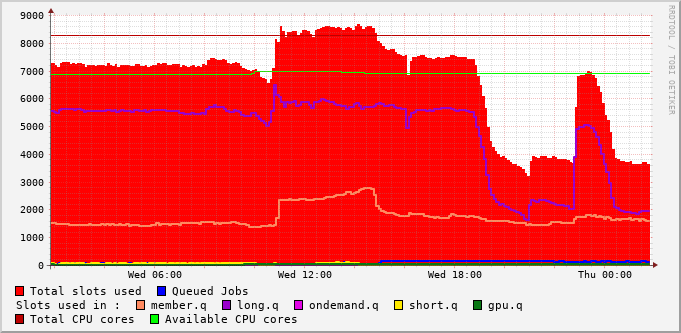 9000
8000
7000
6000
5000
4000
3000
2000
1000
0
Wed 06:00 Wed 12:00 Wed 18:00 Thu 00:00
RRDTOOL / TOBI OETIKER
Total slots used Queued Jobs
Slots used in : member.q long.q ondemand.q short.q gpu.q
Total CPU cores Available CPU cores